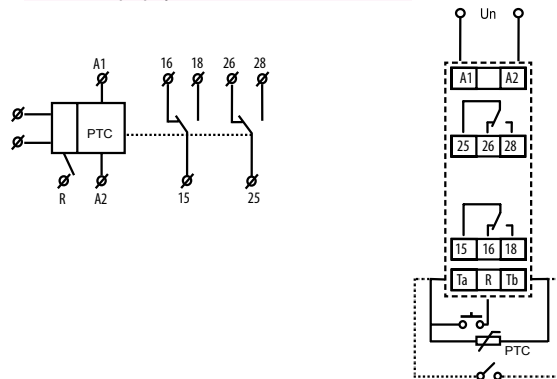 Un
A1 A2
25 26 28
15 16 18
Ta R Tb
PTC
A1 16 18 26 28
PTC
R A2 15 25